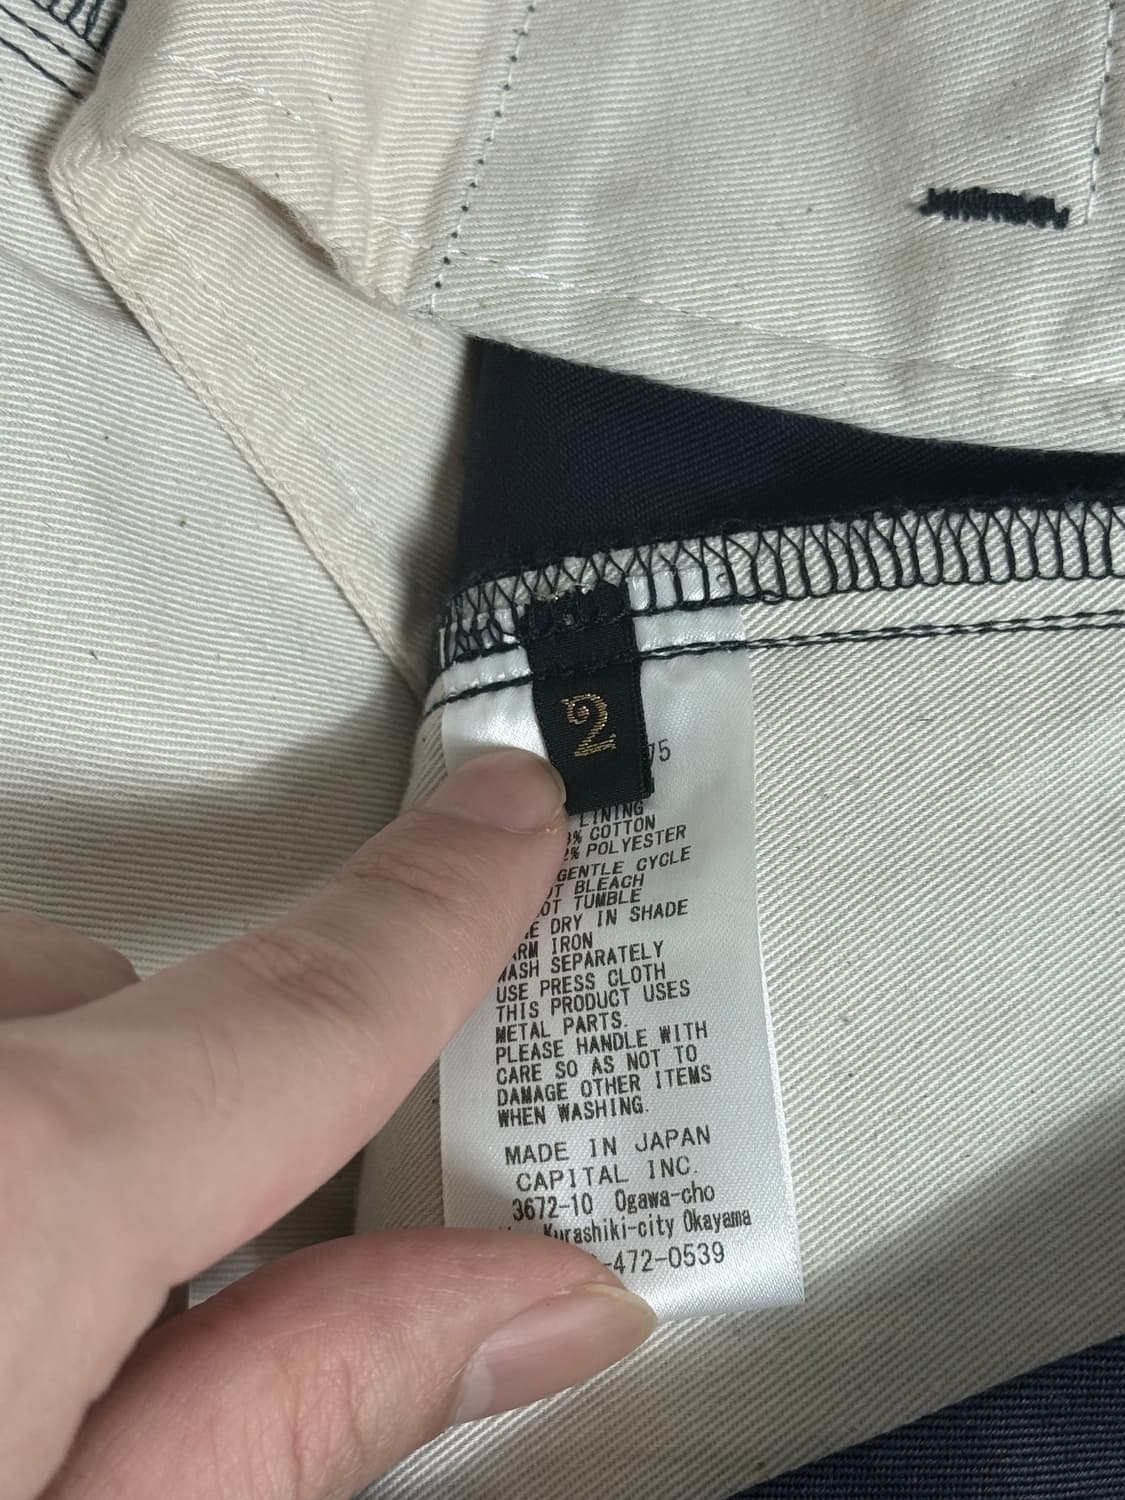 2
75
LINING
% COTTON
% POLYESTER
GENTLE CYCLE
BLEACH
TUMBLE
DRY IN SHADE
IRON
WASH SEPARATELY
USE PRESS CLOTH
THIS PRODUCT USES
METAL PARTS.
PLEASE HANDLE WITH
CARE SO AS NOT TO
DAMAGE OTHER ITEMS
WHEN WASHING.
MADE IN JAPAN
CAPITAL INC.
3672-10 Ogawa-cho
Kurashiki-city Okayama
-472-0539